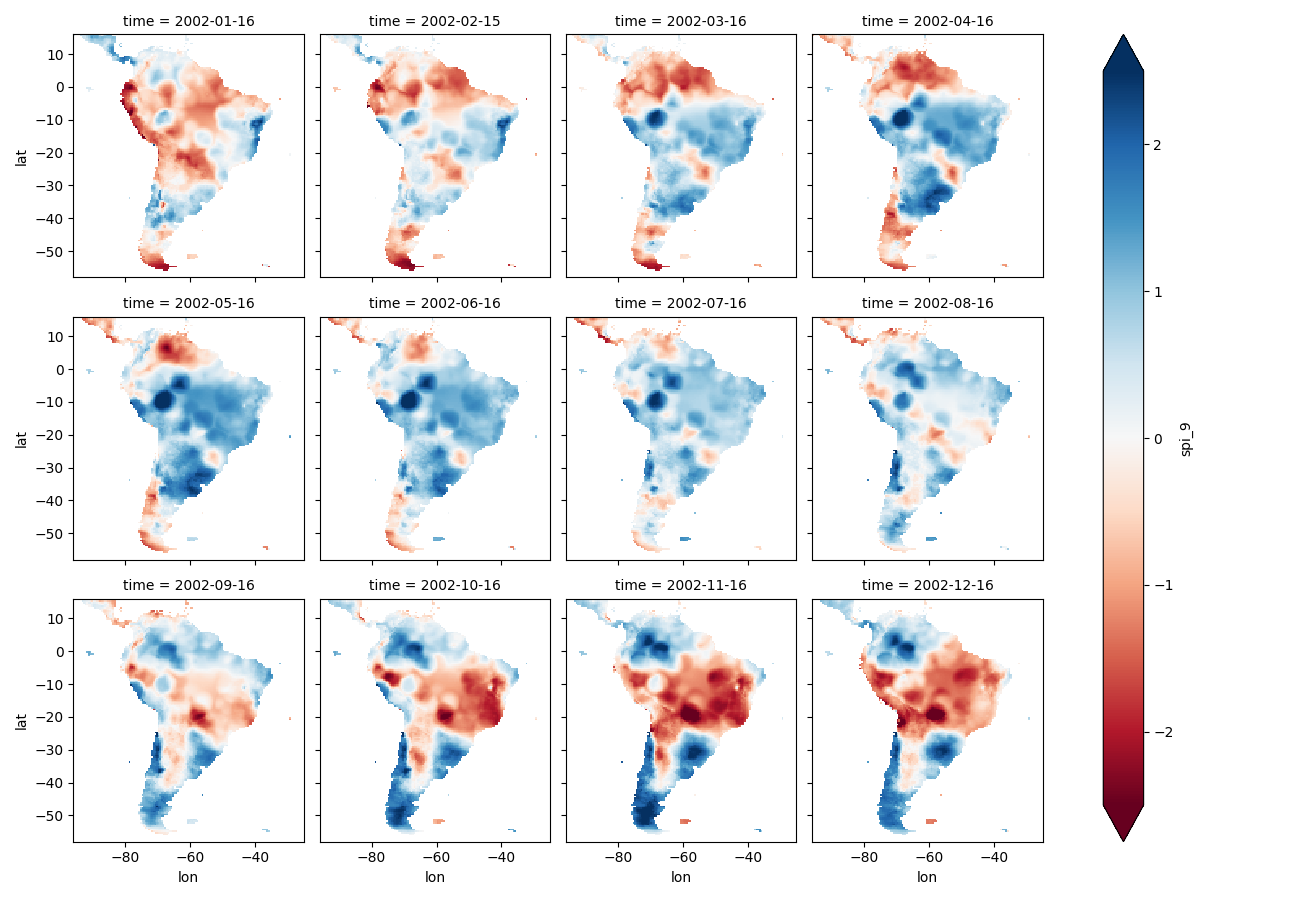 time = 2002-01-16
time = 2002-02-15
time = 2002-03-16
time = 2002-04-16
lat
10
0
−10
−20
−30
−40
−50
time = 2002-05-16
time = 2002-06-16
time = 2002-07-16
time = 2002-08-16
lat
10
0
−10
−20
−30
−40
−50
time = 2002-09-16
time = 2002-10-16
time = 2002-11-16
time = 2002-12-16
lat
10
0
−10
−20
−30
−40
−50
−80 −60 −40
lon
−80 −60 −40
lon
−80 −60 −40
lon
−80 −60 −40
lon
2
1
0
−1
−2
spi_9